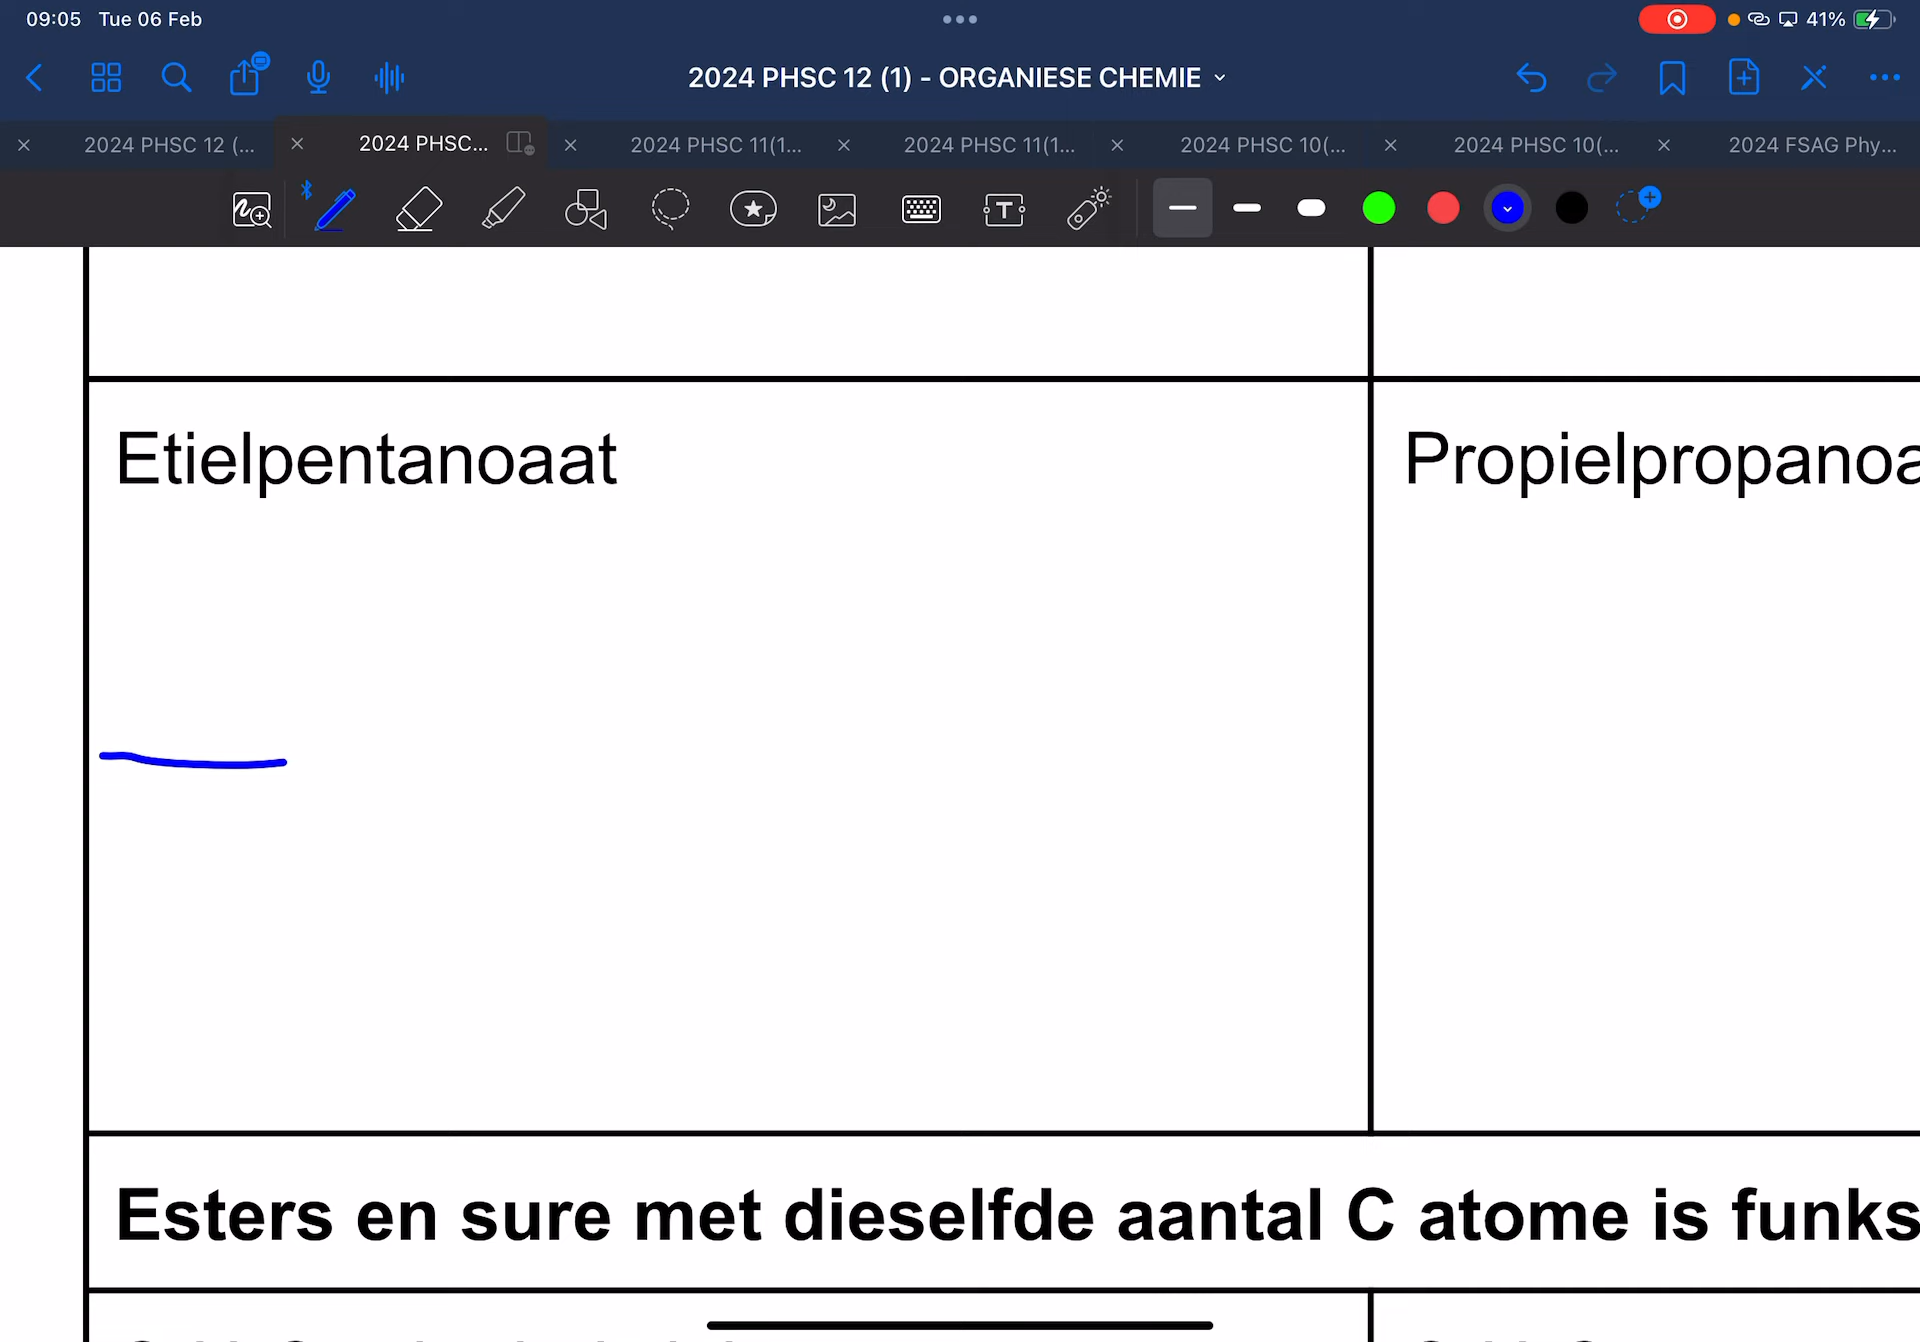 09:05 Tue 06 Feb
41%
2024 PHSC 12 (1) - ORGANIESE CHEMIE
2024 PHSC 12 (...
2024 PHSC...
2024 PHSC 11(1...
2024 PHSC 11(1...
2024 PHSC 10(...
2024 PHSC 10(...
2024 FSAG Phy...
Etielpentanoaat
Propielpropanoa
Esters en sure met dieselfde aantal C atome is funks